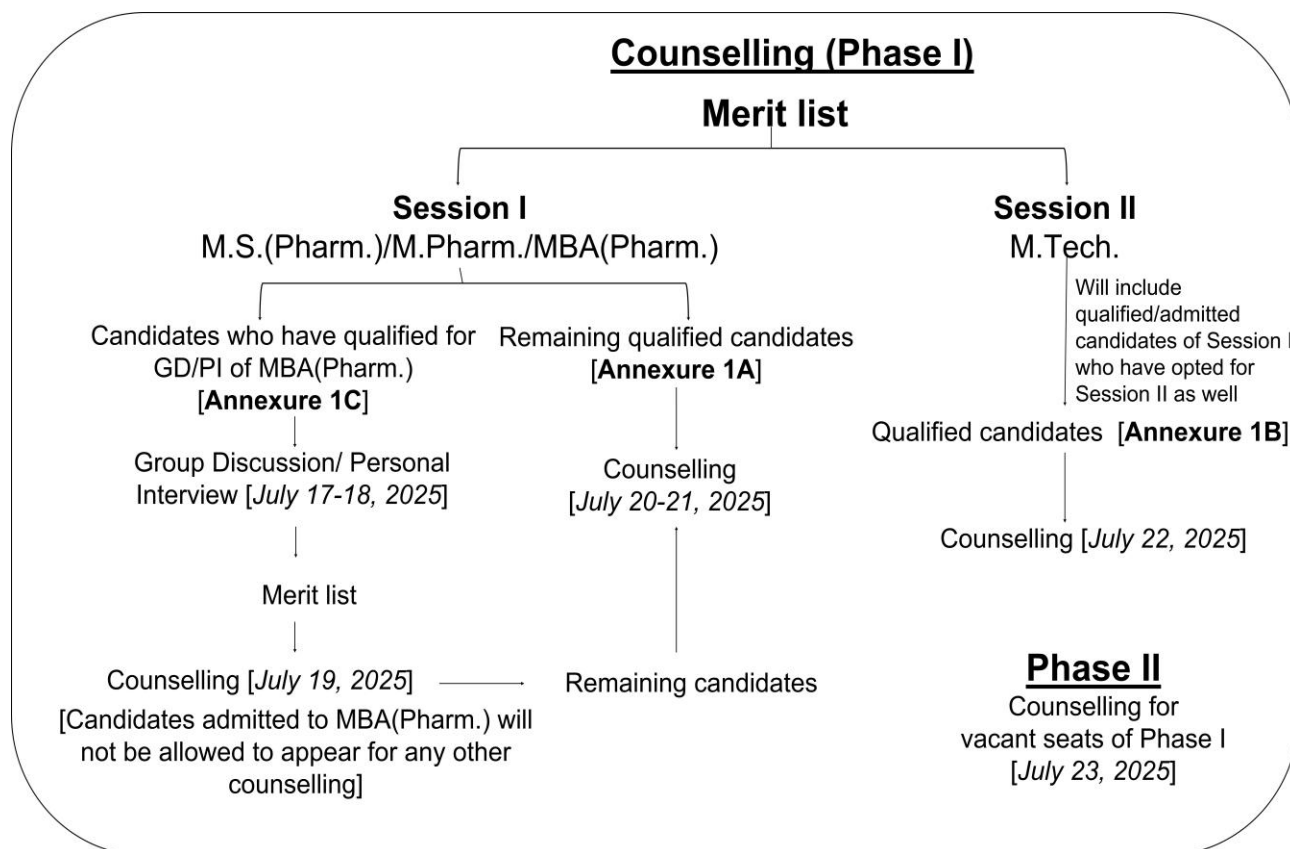 Counselling (Phase I)
Merit list
Session I
M.S.(Pharm.)/M.Pharm./MBA(Pharm.)
Candidates who have qualified for
GD/PI of MBA(Pharm.)
[Annexure 1C]
Group Discussion/ Personal
Interview [July 17-18, 2025]
Merit list
Counselling [July 19, 2025]
[Candidates admitted to MBA(Pharm.) will
not be allowed to appear for any other
counselling]
Remaining qualified candidates
[Annexure 1A]
Counselling
[July 20-21, 2025]
Remaining candidates
Session II
M.Tech.
Will include
qualified/admitted
candidates of Session I
who have opted for
Session II as well
Qualified candidates [Annexure 1B]
Counselling [July 22, 2025]
Phase II
Counselling for
vacant seats of Phase I
[July 23, 2025]